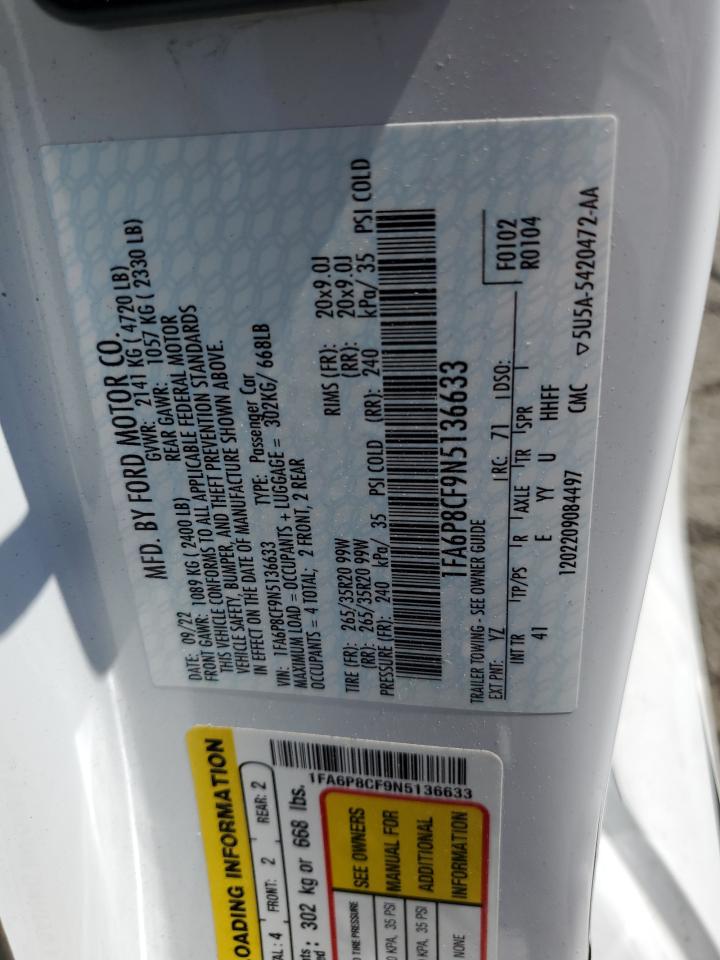 MFD. BY FORD MOTOR CO.
DATE: 09/22 GVWR: 2141 KG ( 4720 LB)
FRONT GAWR: 1089 KG ( 2400 LB) REAR GAWR: 1057 KG ( 2330 LB)
THIS VEHICLE CONFORMS TO ALL APPLICABLE FEDERAL MOTOR
VEHICLE SAFETY, BUMPER, AND THEFT PREVENTION STANDARDS
IN EFFECT ON THE DATE OF MANUFACTURE SHOWN ABOVE.
VIN: 1FA6P8CF9N5136633 TYPE: Passenger Car
MAXIMUM LOAD = OCCUPANTS + LUGGAGE = 302KG/ 668LB
OCCUPANTS = 4 TOTAL; 2 FRONT, 2 REAR
TIRE (FR): 265/35R20 99W RIMS (FR): 20x9.0J
(RR): 265/35R20 99W (RR): 20x9.0J
PRESSURE (FR): 240 kPa/ 35 PSI COLD (RR): 240 kPa/ 35 PSI COLD
1FA6P8CF9N5136633
TRAILER TOWING - SEE OWNER GUIDE
EXT PNT: YZ RC: 71 DSO: F0102
INT TR TP/PS R AXLE TR SPR R0104
41 E YY U HHFF
1202209084497 CMC ▽5U5A-5420472-AA
OADING INFORMATION
AL: 4 FRONT: 2 REAR: 2
302 kg or 668 lbs.
1FA6P8CF9N5136633
TIRE PRESSURE SEE OWNERS
KPA, 35 PSI MANUAL FOR
KPA, 35 PSI ADDITIONAL
NONE INFORMATION